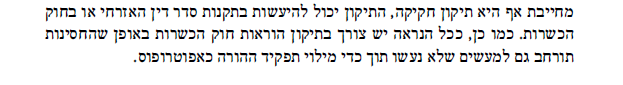 מחייבת אף היא תיקון חקיקה, התיקון יכול להיעשות בתקנות סדר דין האזרחי או בחוק
הכשרות. כמו כן, ככל הנראה יש צורך בתיקון הוראות חוק הכשרות באופן שהחסינות
תורחב גם למעשים שלא נעשו תוך כדי מילוי תפקיד ההורה כאפוטרופוס.